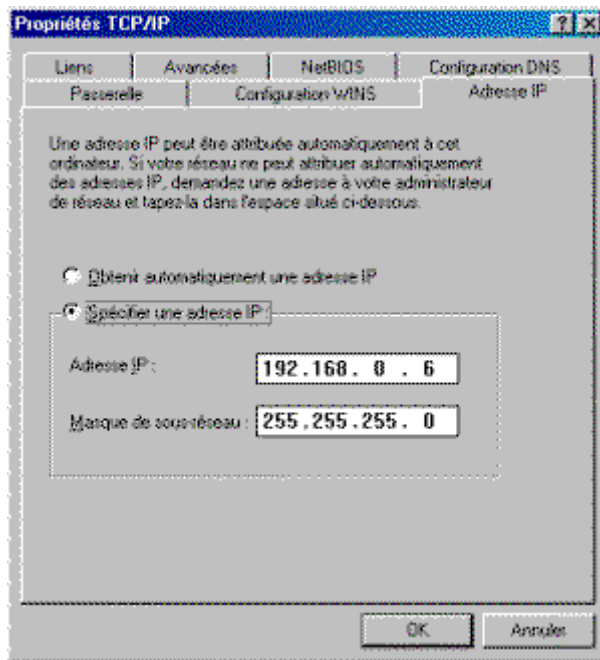 Propriétés TCP/IP
Liens Avancées NetBIOS Configuration DNS
Passerelle Configuration WINS Adresse IP
Une adresse IP peut être attribuée automatiquement à cet
ordinateur. Si votre réseau ne peut attribuer automatiquement
des adresses IP, demandez une adresse à votre administrateur
de réseau et tapez-la dans l'espace situé ci-dessous.
Obtenir automatiquement une adresse IP
Spécifier une adresse IP :
Adresse IP : 192.168. 0 . 6
Masque de sous-réseau : 255.255.255. 0
OK Annuler